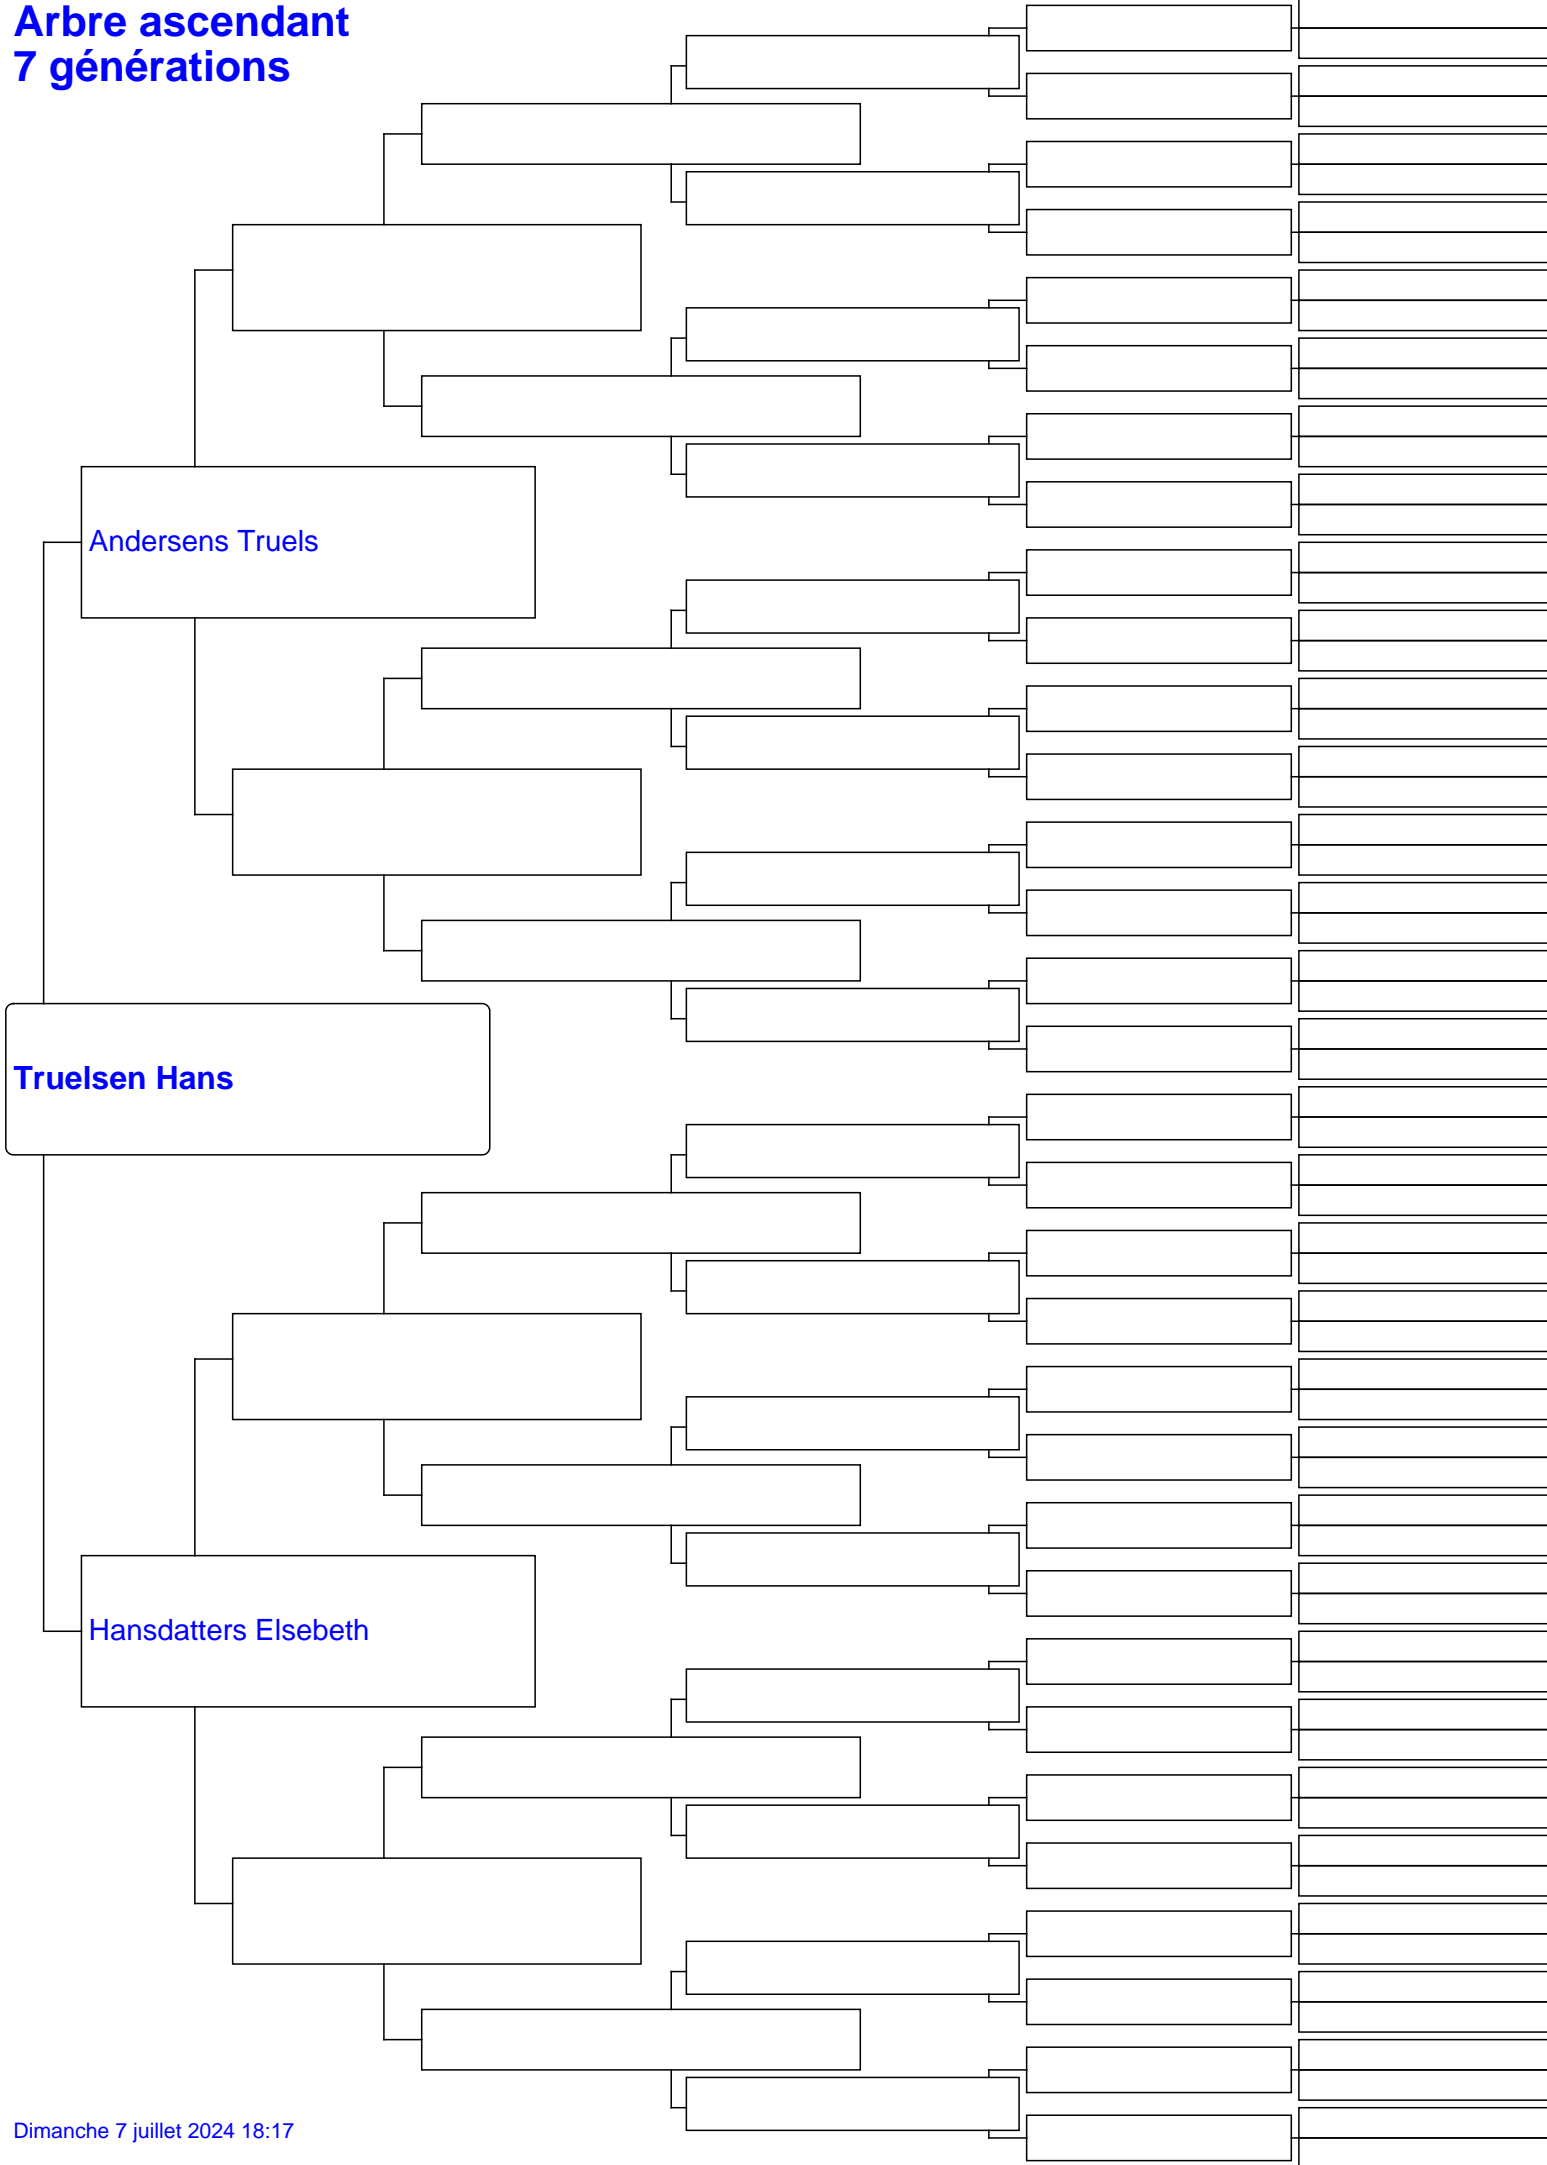 Arbre ascendant
7 générations
Andersens Truels
Truelsen Hans
Hansdatters Elsebeth
Dimanche 7 juillet 2024 18:17